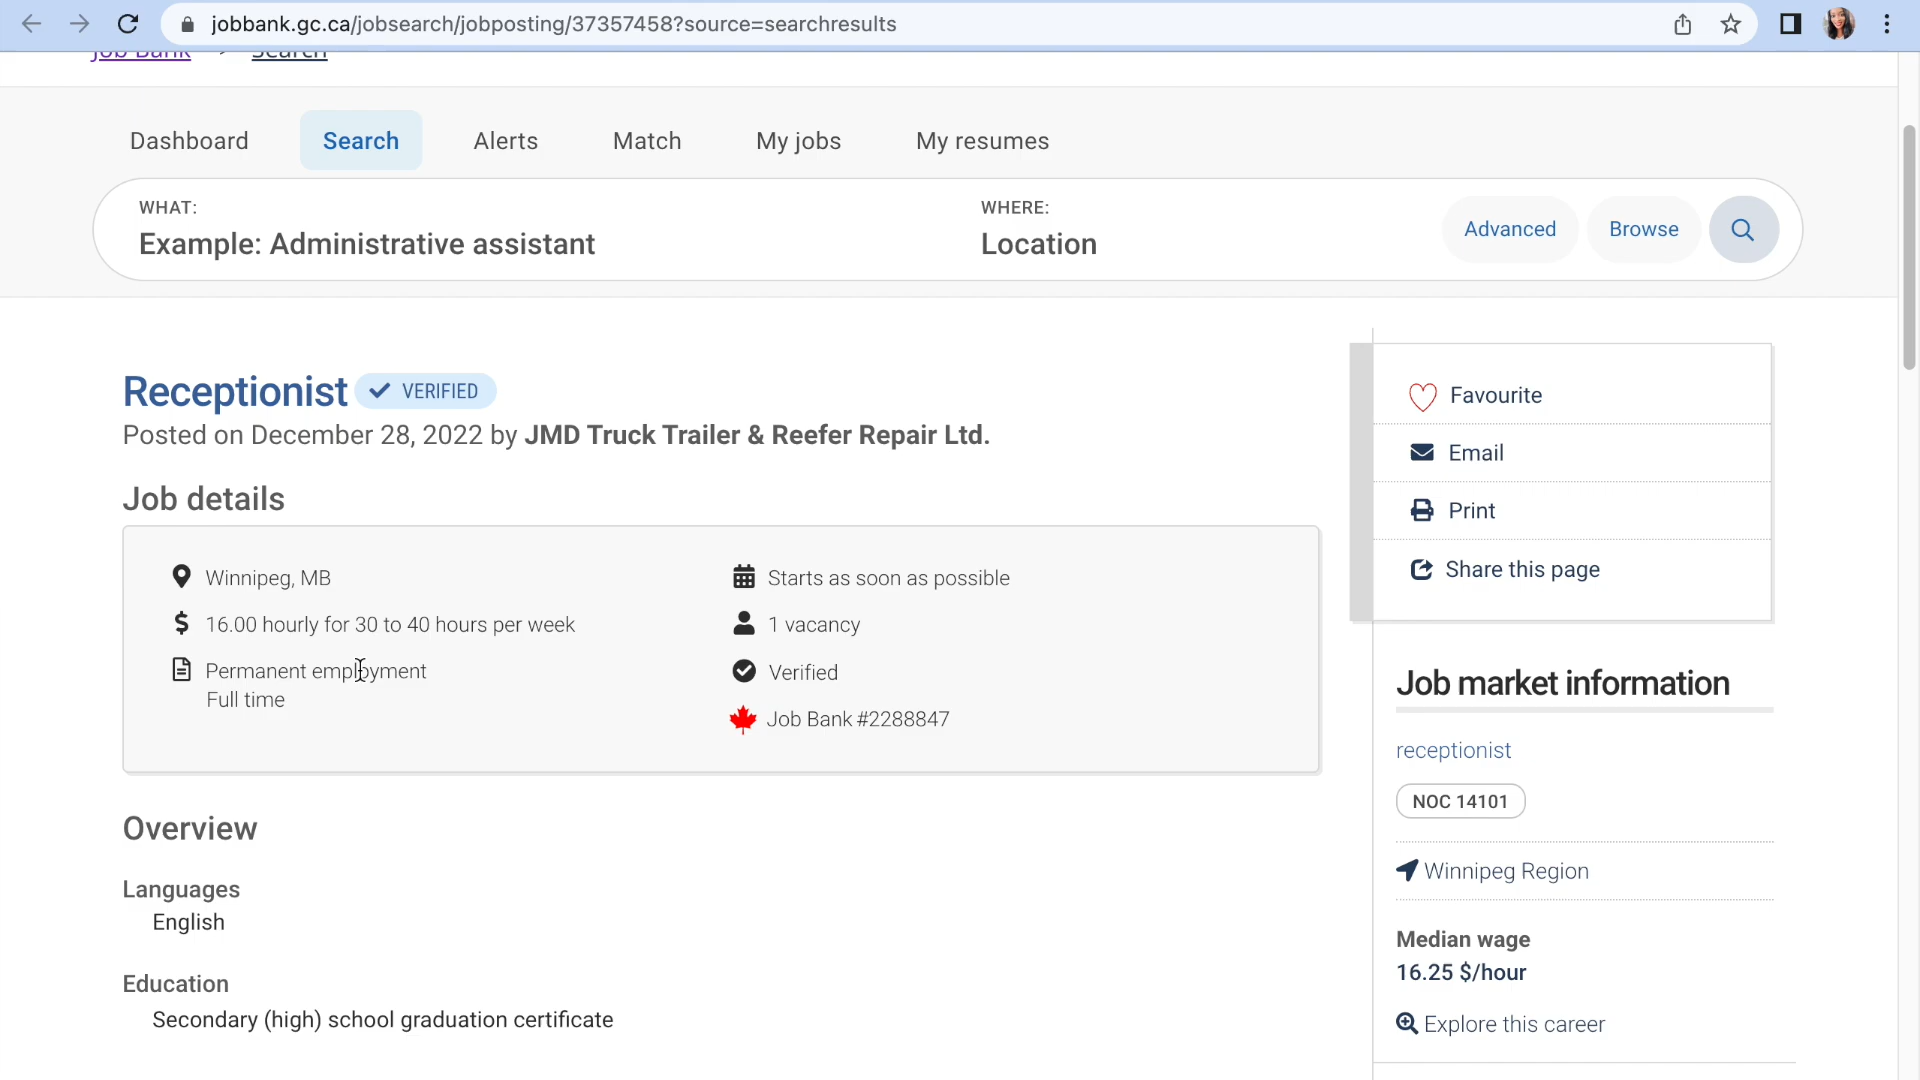 jobbank.gc.ca/jobsearch/jobposting/37357458?source=searchresults
Job Bank > Search
Dashboard Search Alerts Match My jobs My resumes
WHAT: WHERE:
Example: Administrative assistant Location Advanced Browse
Receptionist VERIFIED
Posted on December 28, 2022 by JMD Truck Trailer & Reefer Repair Ltd.
Job details
Winnipeg, MB
16.00 hourly for 30 to 40 hours per week
Permanent employment
Full time
Starts as soon as possible
1 vacancy
Verified
Job Bank #2288847
Overview
Languages
English
Education
Secondary (high) school graduation certificate
Favourite
Email
Print
Share this page
Job market information
receptionist
NOC 14101
Winnipeg Region
Median wage
16.25 $/hour
Explore this career